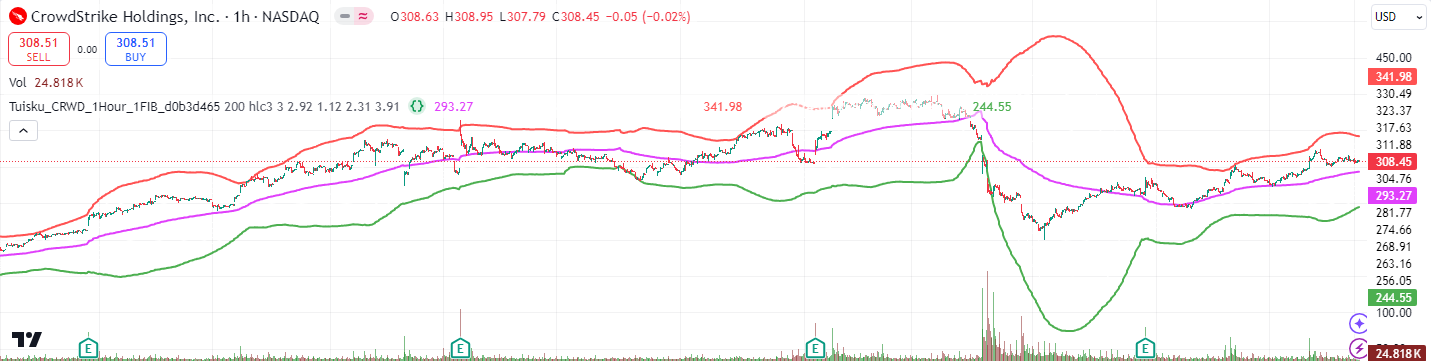 CrowdStrike Holdings, Inc. · 1h · NASDAQ O308.63 H308.95 L307.79 C308.45 −0.05 (−0.02%)
USD
308.51 0.00 308.51
SELL BUY
Vol 24.818K
Tuisku_CRWD_1Hour_1FIB_d0b3d465 200 hlc3 3 2.92 1.12 2.31 3.91 {} 293.27 341.98 244.55
450.00
341.98
330.49
323.37
317.63
311.88
308.45
304.76
293.27
281.77
274.66
268.91
263.16
256.05
244.55
100.00
24.818K
E E E E